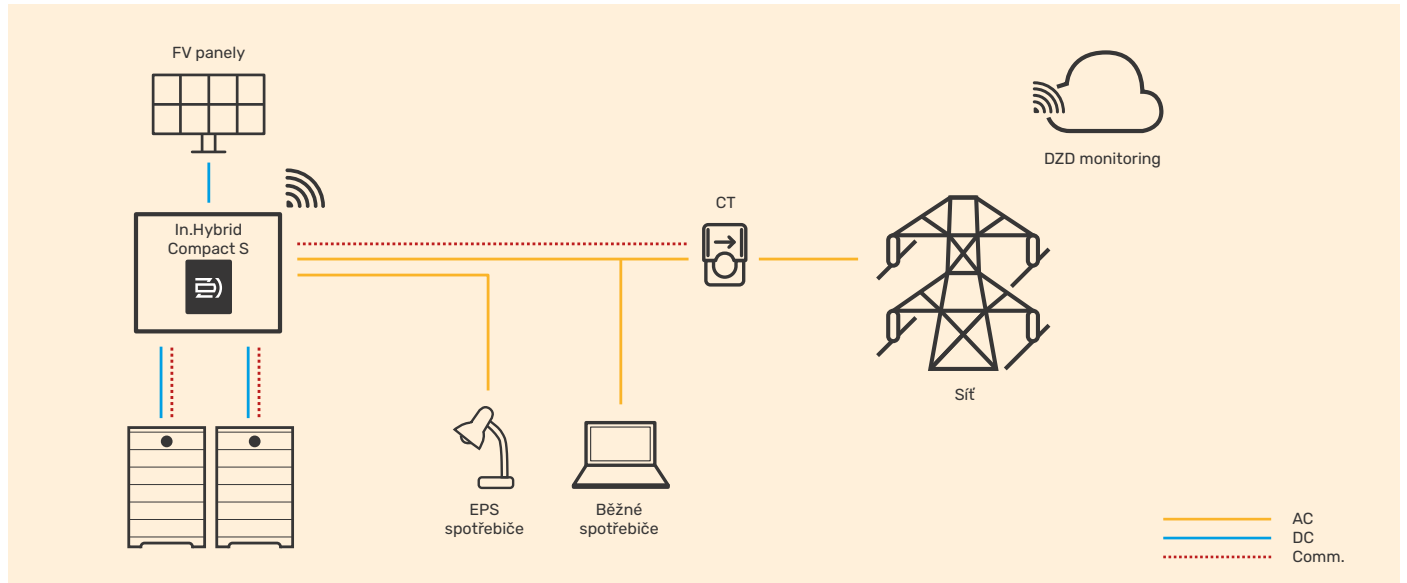 FV panely
DZD monitoring
CT
In.Hybrid
Compact S
Síť
EPS
spotřebiče
Běžné
spotřebiče
AC
DC
Comm.